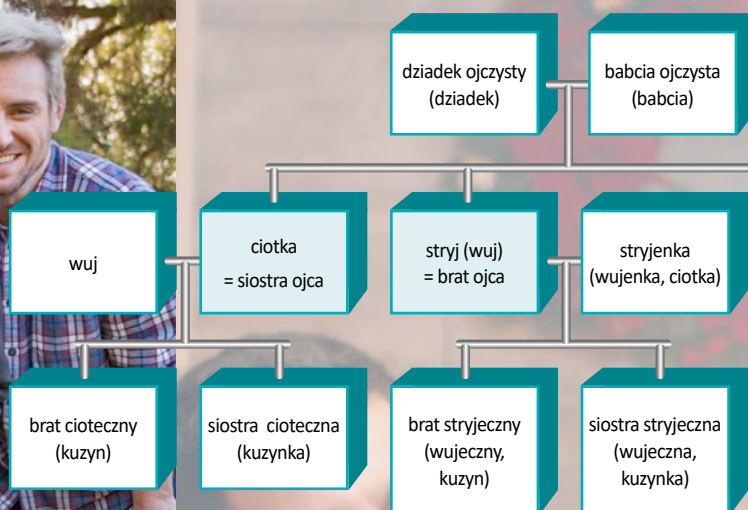 dziadek ojczysty
(dziadek)
babcia ojczysta
(babcia)
wuj
ciotka
= siostra ojca
stryj (wuj)
= brat ojca
stryjenka
(wujenka, ciotka)
brat cioteczny
(kuzyn)
siostra cioteczna
(kuzynka)
brat stryjeczny
(wujeczny,
kuzyn)
siostra stryjeczna
(wujeczna,
kuzynka)